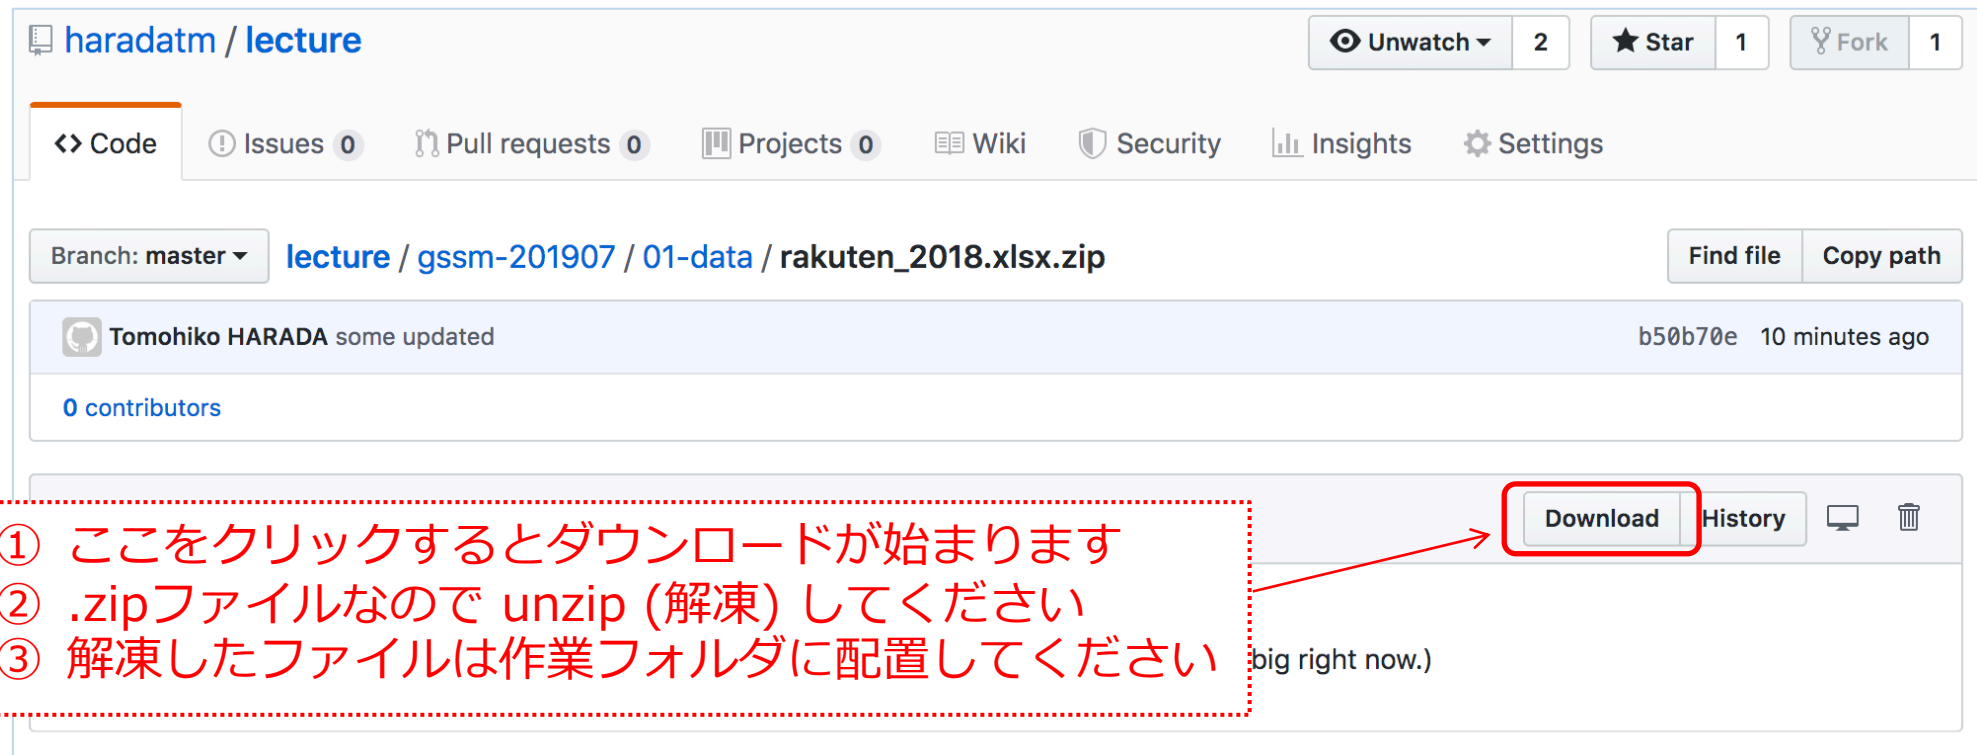 haradatm / lecture
Unwatch 2 Star 1 Fork 1
Code Issues 0 Pull requests 0 Projects 0 Wiki Security Insights Settings
Branch: master lecture / gssm-201907 / 01-data / rakuten_2018.xlsx.zip Find file Copy path
Tomohiko HARADA some updated b50b70e 10 minutes ago
0 contributors
Download History
① ここをクリックするとダウンロードが始まります
② .zipファイルなので unzip (解凍) してください
③ 解凍したファイルは作業フォルダに配置してください
big right now.)